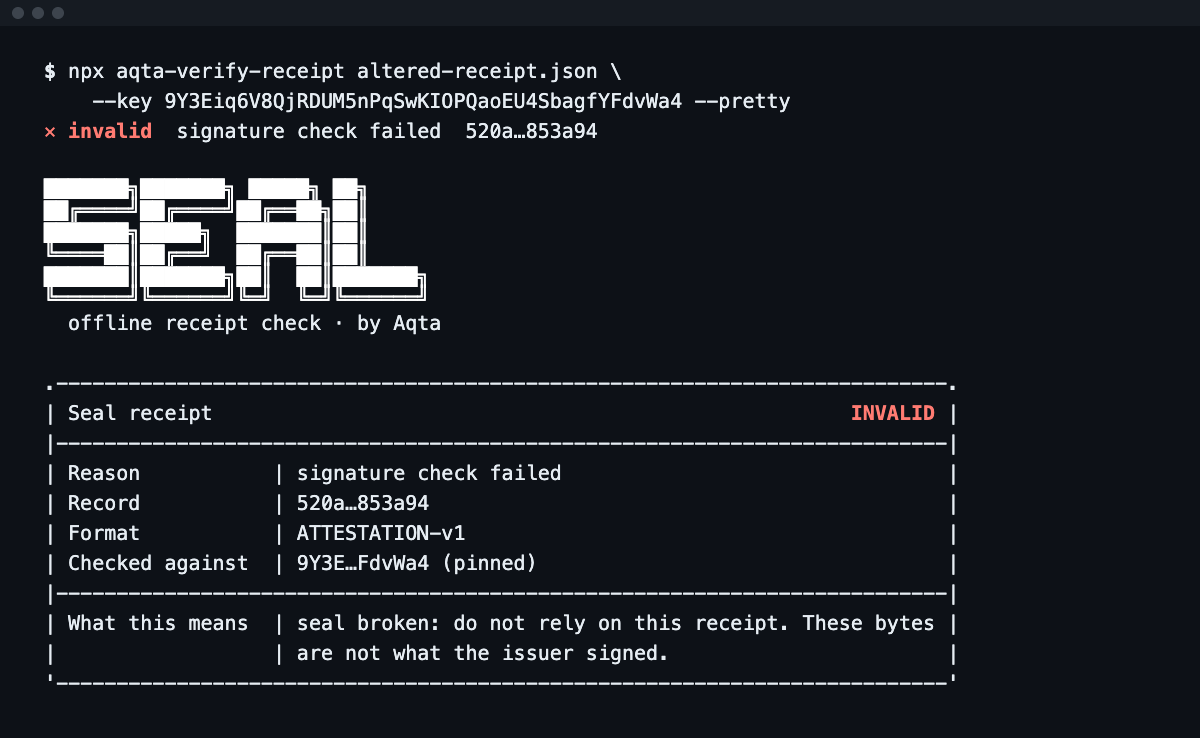 $ npx aqta-verify-receipt altered-receipt.json \
--key 9Y3Eiq6V8QjRDUM5nPqSwKIOPQaoEU4SbagfYFdvWa4 --pretty
× invalid signature check failed 520a…853a94
SEAL
offline receipt check · by Aqta
Seal receipt INVALID
Reason | signature check failed
Record | 520a…853a94
Format | ATTESTATION-v1
Checked against | 9Y3E…FdvWa4 (pinned)
What this means | seal broken: do not rely on this receipt. These bytes
are not what the issuer signed.